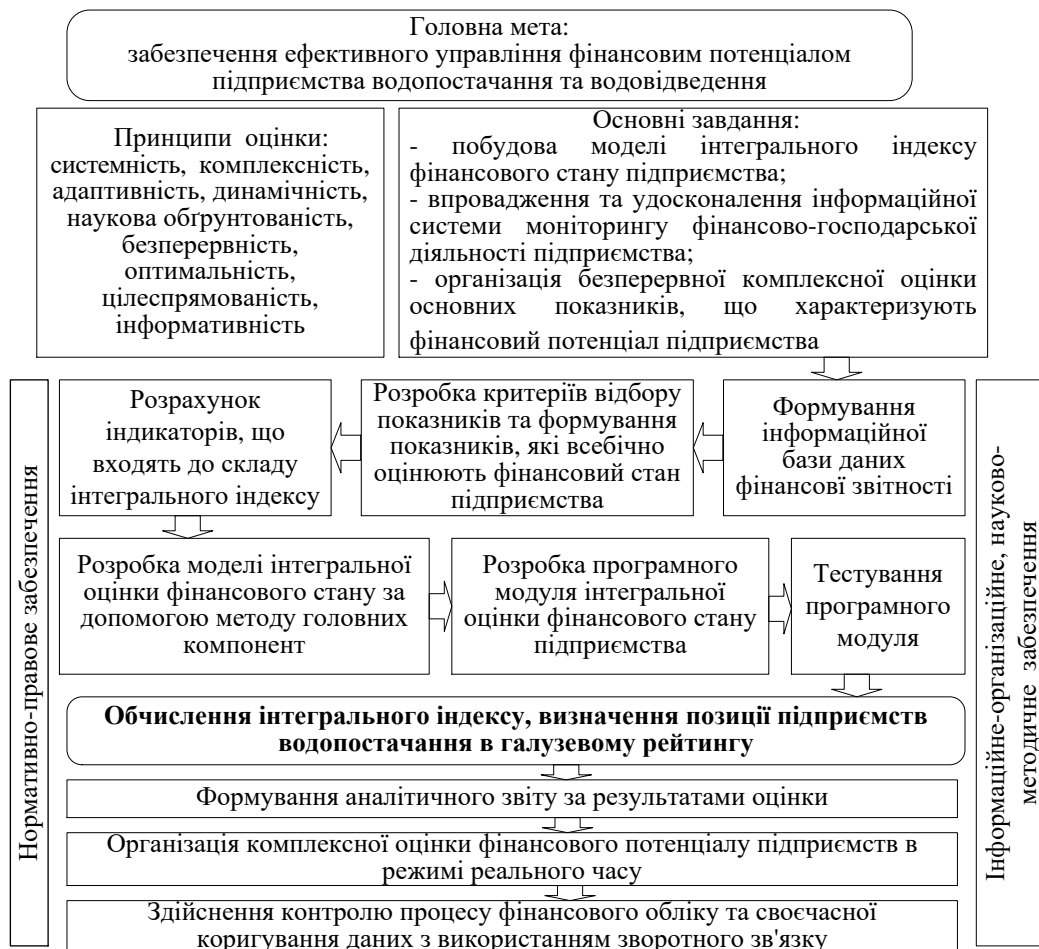 Головна мета:
забезпечення ефективного управління фінансовим потенціалом
підприємства водопостачання та водовідведення
Принципи оцінки:
системність, комплексність,
адаптивність, динамічність,
наукова обґрунтованість,
безперервність,
оптимальність,
цілеспрямованість,
інформативність
Основні завдання:
- побудова моделі інтегрального індексу
фінансового стану підприємства;
- впровадження та удосконалення інформаційної
системи моніторингу фінансово-господарської
діяльності підприємства;
- організація безперервної комплексної оцінки
основних показників, що характеризують
фінансовий потенціал підприємства
Нормативно-правове забезпечення
Розрахунок
індикаторів, що
входять до складу
інтегрального індексу
Розробка критеріїв відбору
показників та формування
показників, які всебічно
оцінюють фінансовий стан
підприємства
Формування
інформаційної
бази даних
фінансової звітності
Розробка моделі інтегральної
оцінки фінансового стану за
допомогою методу головних
компонент
Розробка програмного
модуля інтегральної
оцінки фінансового стану
підприємства
Тестування
програмного
модуля
Обчислення інтегрального індексу, визначення позиції підприємств
водопостачання в галузевому рейтингу
Формування аналітичного звіту за результатами оцінки
Організація комплексної оцінки фінансового потенціалу підприємств в
режимі реального часу
Здійснення контролю процесу фінансового обліку та своєчасної
коригування даних з використанням зворотного зв'язку
Інформаційне-організаційне, науково-
методичне забезпечення